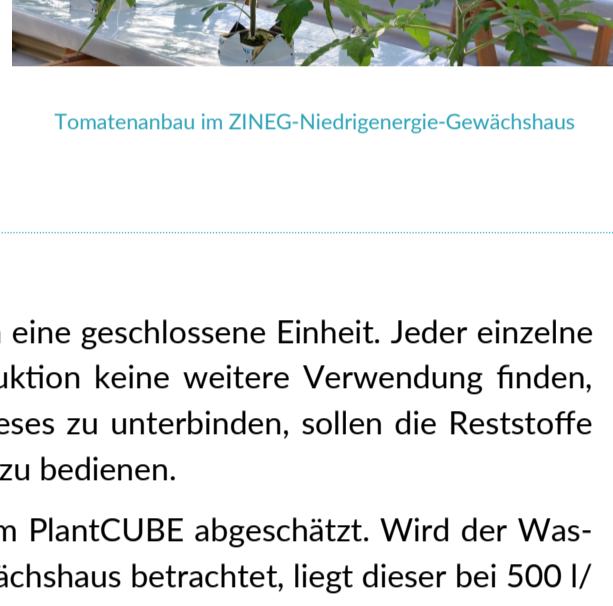 Tomatenanbau im ZINEG-Niedrigenergie-Gewächshaus
eine geschlossene Einheit. Jeder einzelne
uktion keine weitere Verwendung finden,
eses zu unterbinden, sollen die Reststoffe
zu bedienen.
m PlantCUBE abgeschätzt. Wird der Was-
ächshaus betrachtet, liegt dieser bei 500 l/